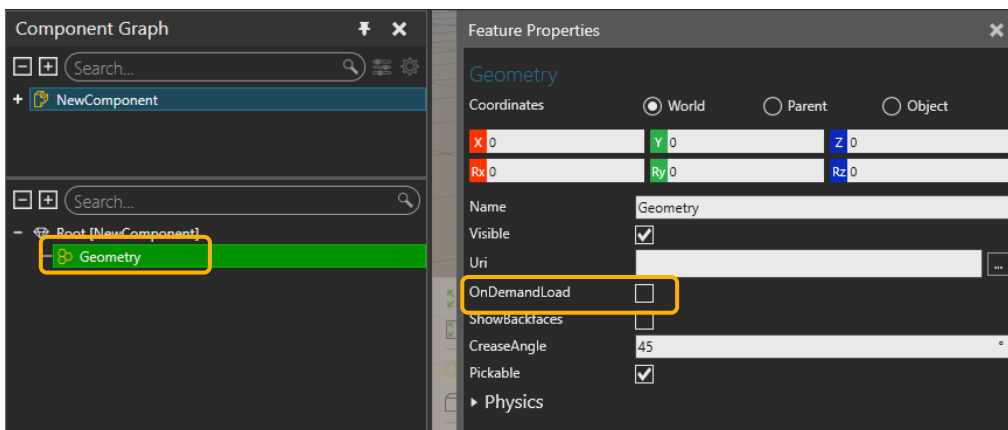 Component Graph
Search...
NewComponent
Search...
Root [NewComponent]
Geometry
Feature Properties
Geometry
Coordinates World Parent Object
X 0 Y 0 Z 0
Rx 0 Ry 0 Rz 0
Name Geometry
Visible
Uri ...
OnDemandLoad
ShowBackfaces
CreaseAngle 45 °
Pickable
Physics